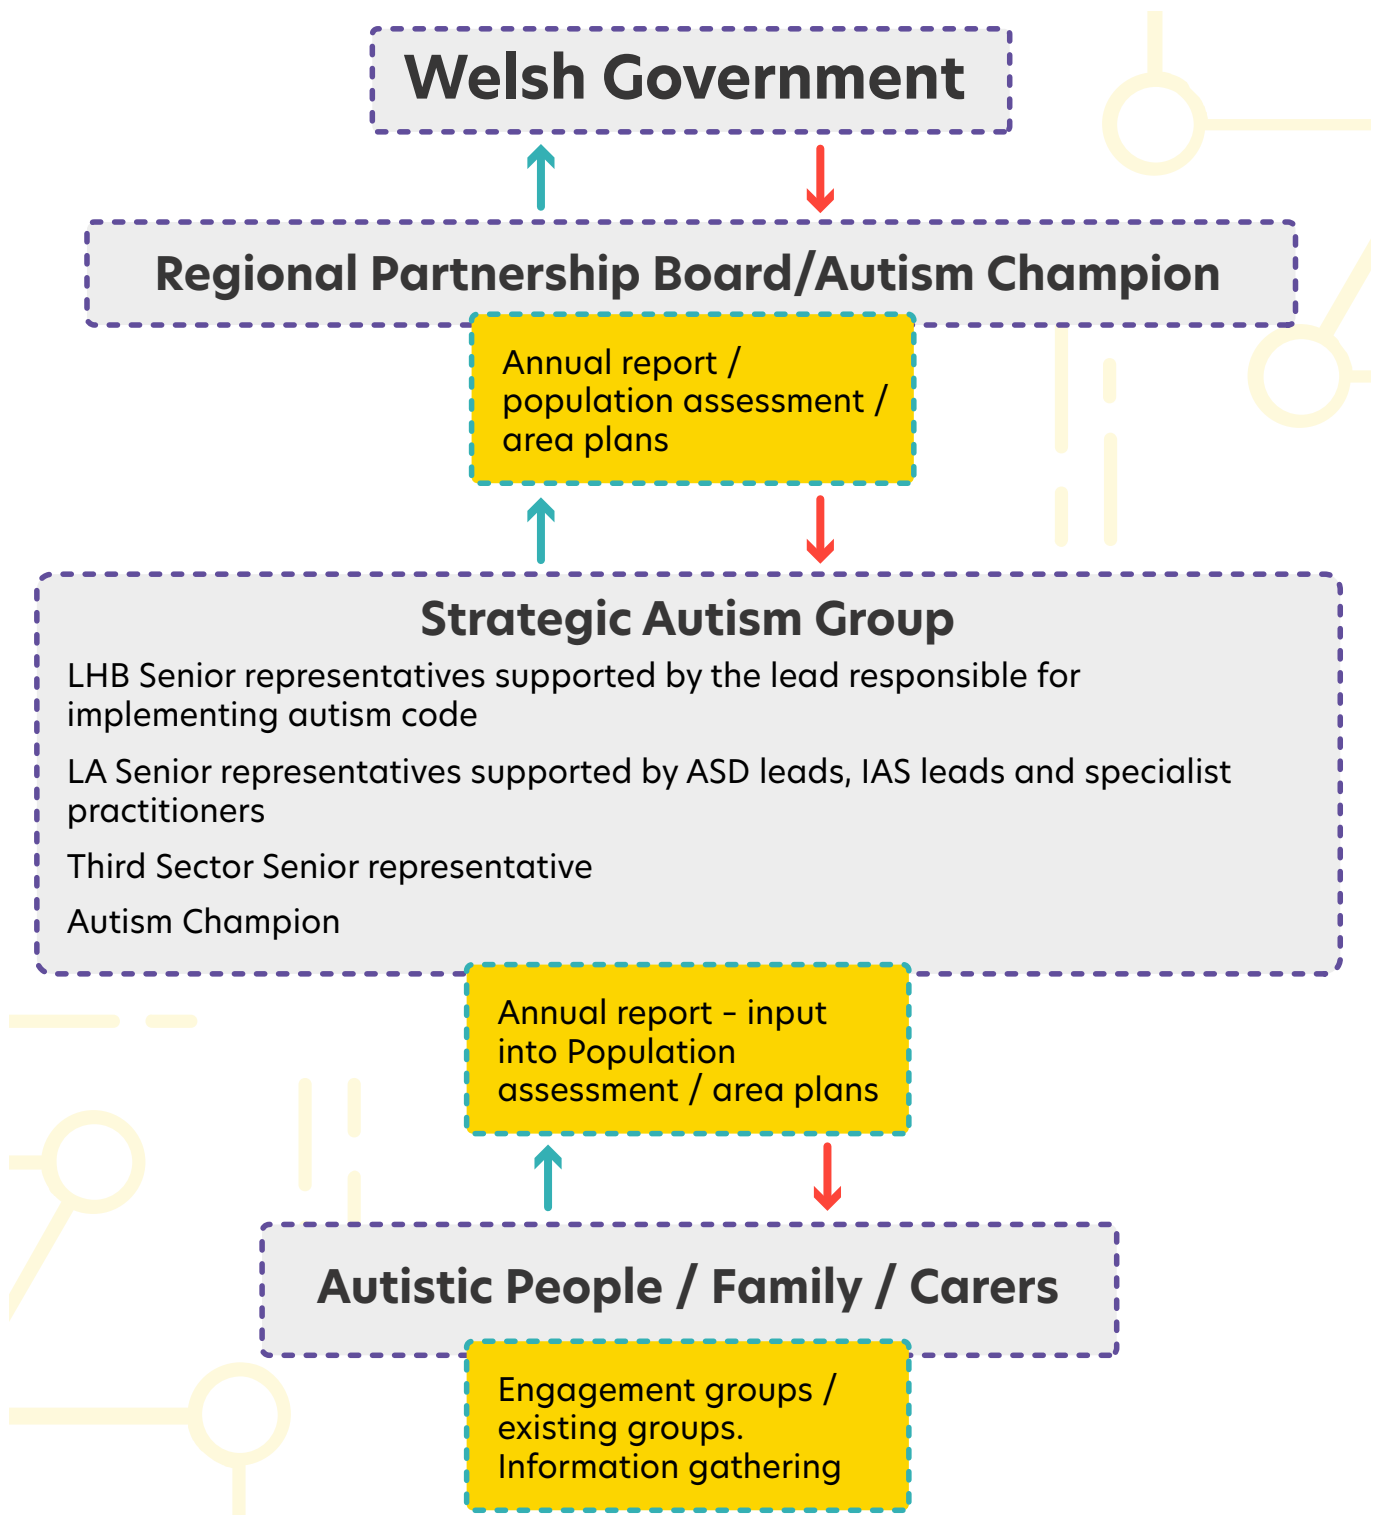 Welsh Government
Regional Partnership Board/Autism Champion
Annual report /
population assessment /
area plans
Strategic Autism Group
LHB Senior representatives supported by the lead responsible for
implementing autism code
LA Senior representatives supported by ASD leads, IAS leads and specialist
practitioners
Third Sector Senior representative
Autism Champion
Annual report – input
into Population
assessment / area plans
Autistic People / Family / Carers
Engagement groups /
existing groups.
Information gathering